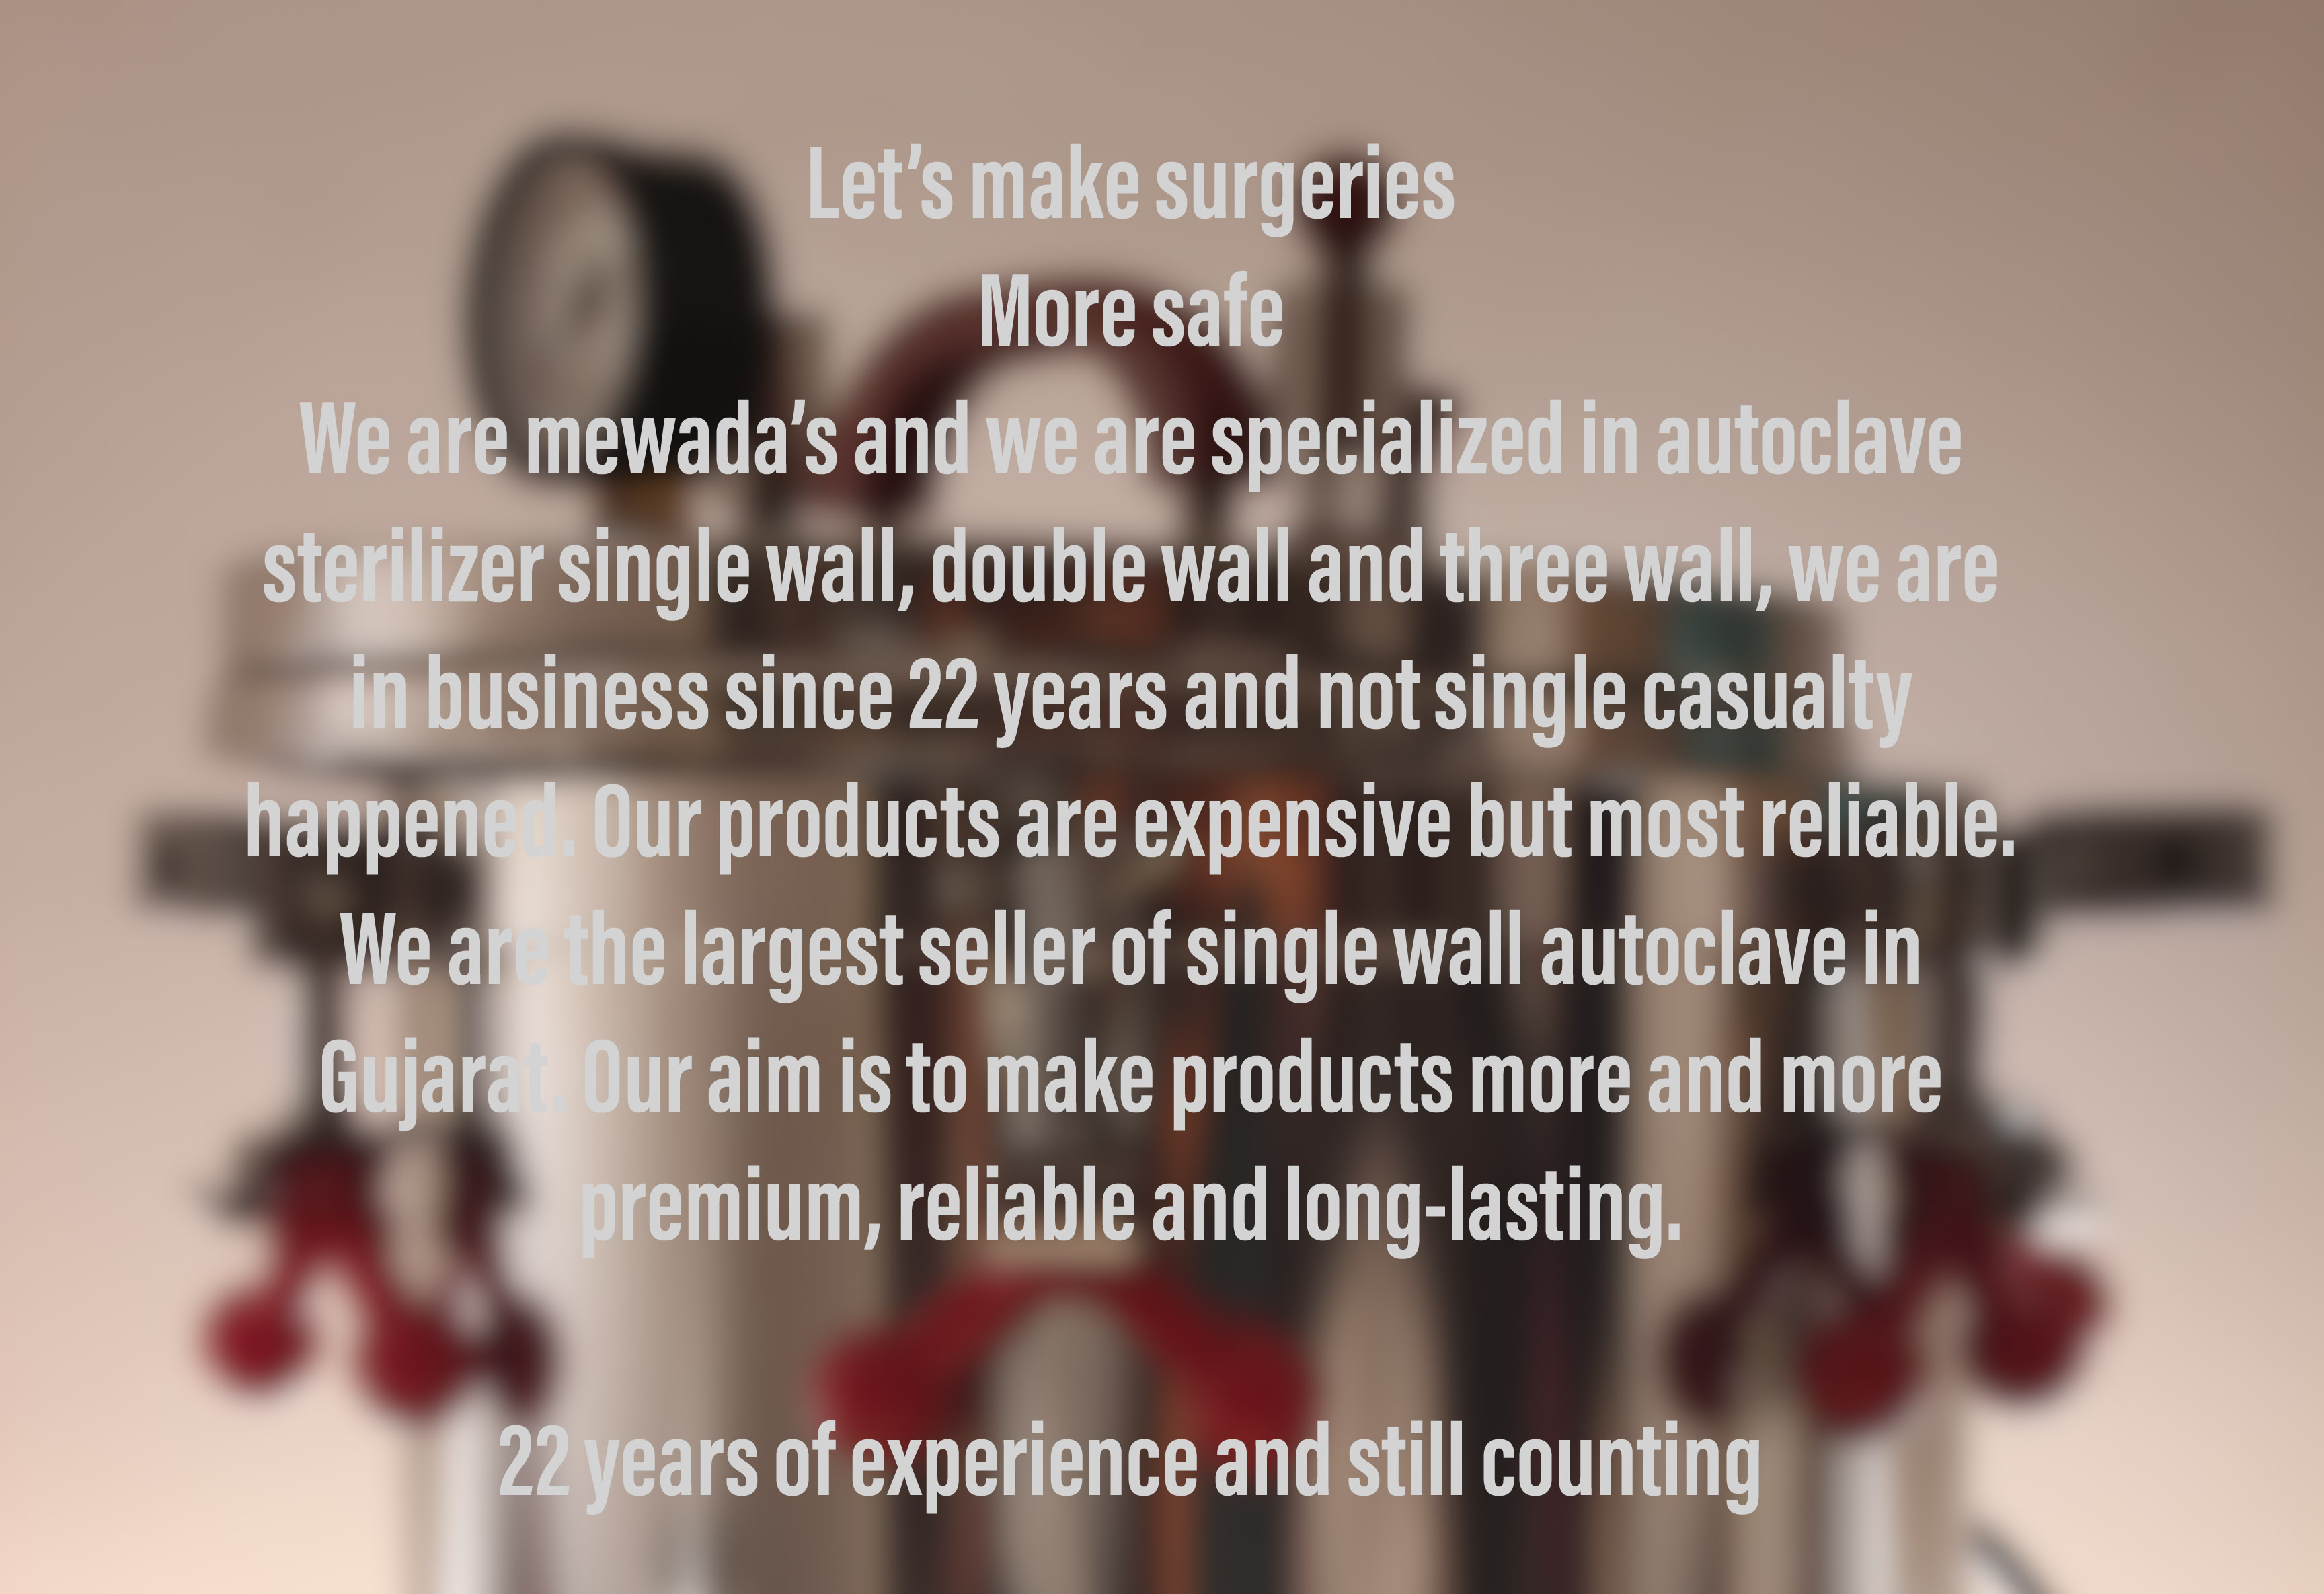 Let’s make surgeries
More safe
We are mewada’s and we are specialized in autoclave
sterilizer single wall, double wall and three wall, we are
in business since 22 years and not single casualty
happened. Our products are expensive but most reliable.
We are the largest seller of single wall autoclave in
Gujarat. Our aim is to make products more and more
premium, reliable and long-lasting.
22 years of experience and still counting